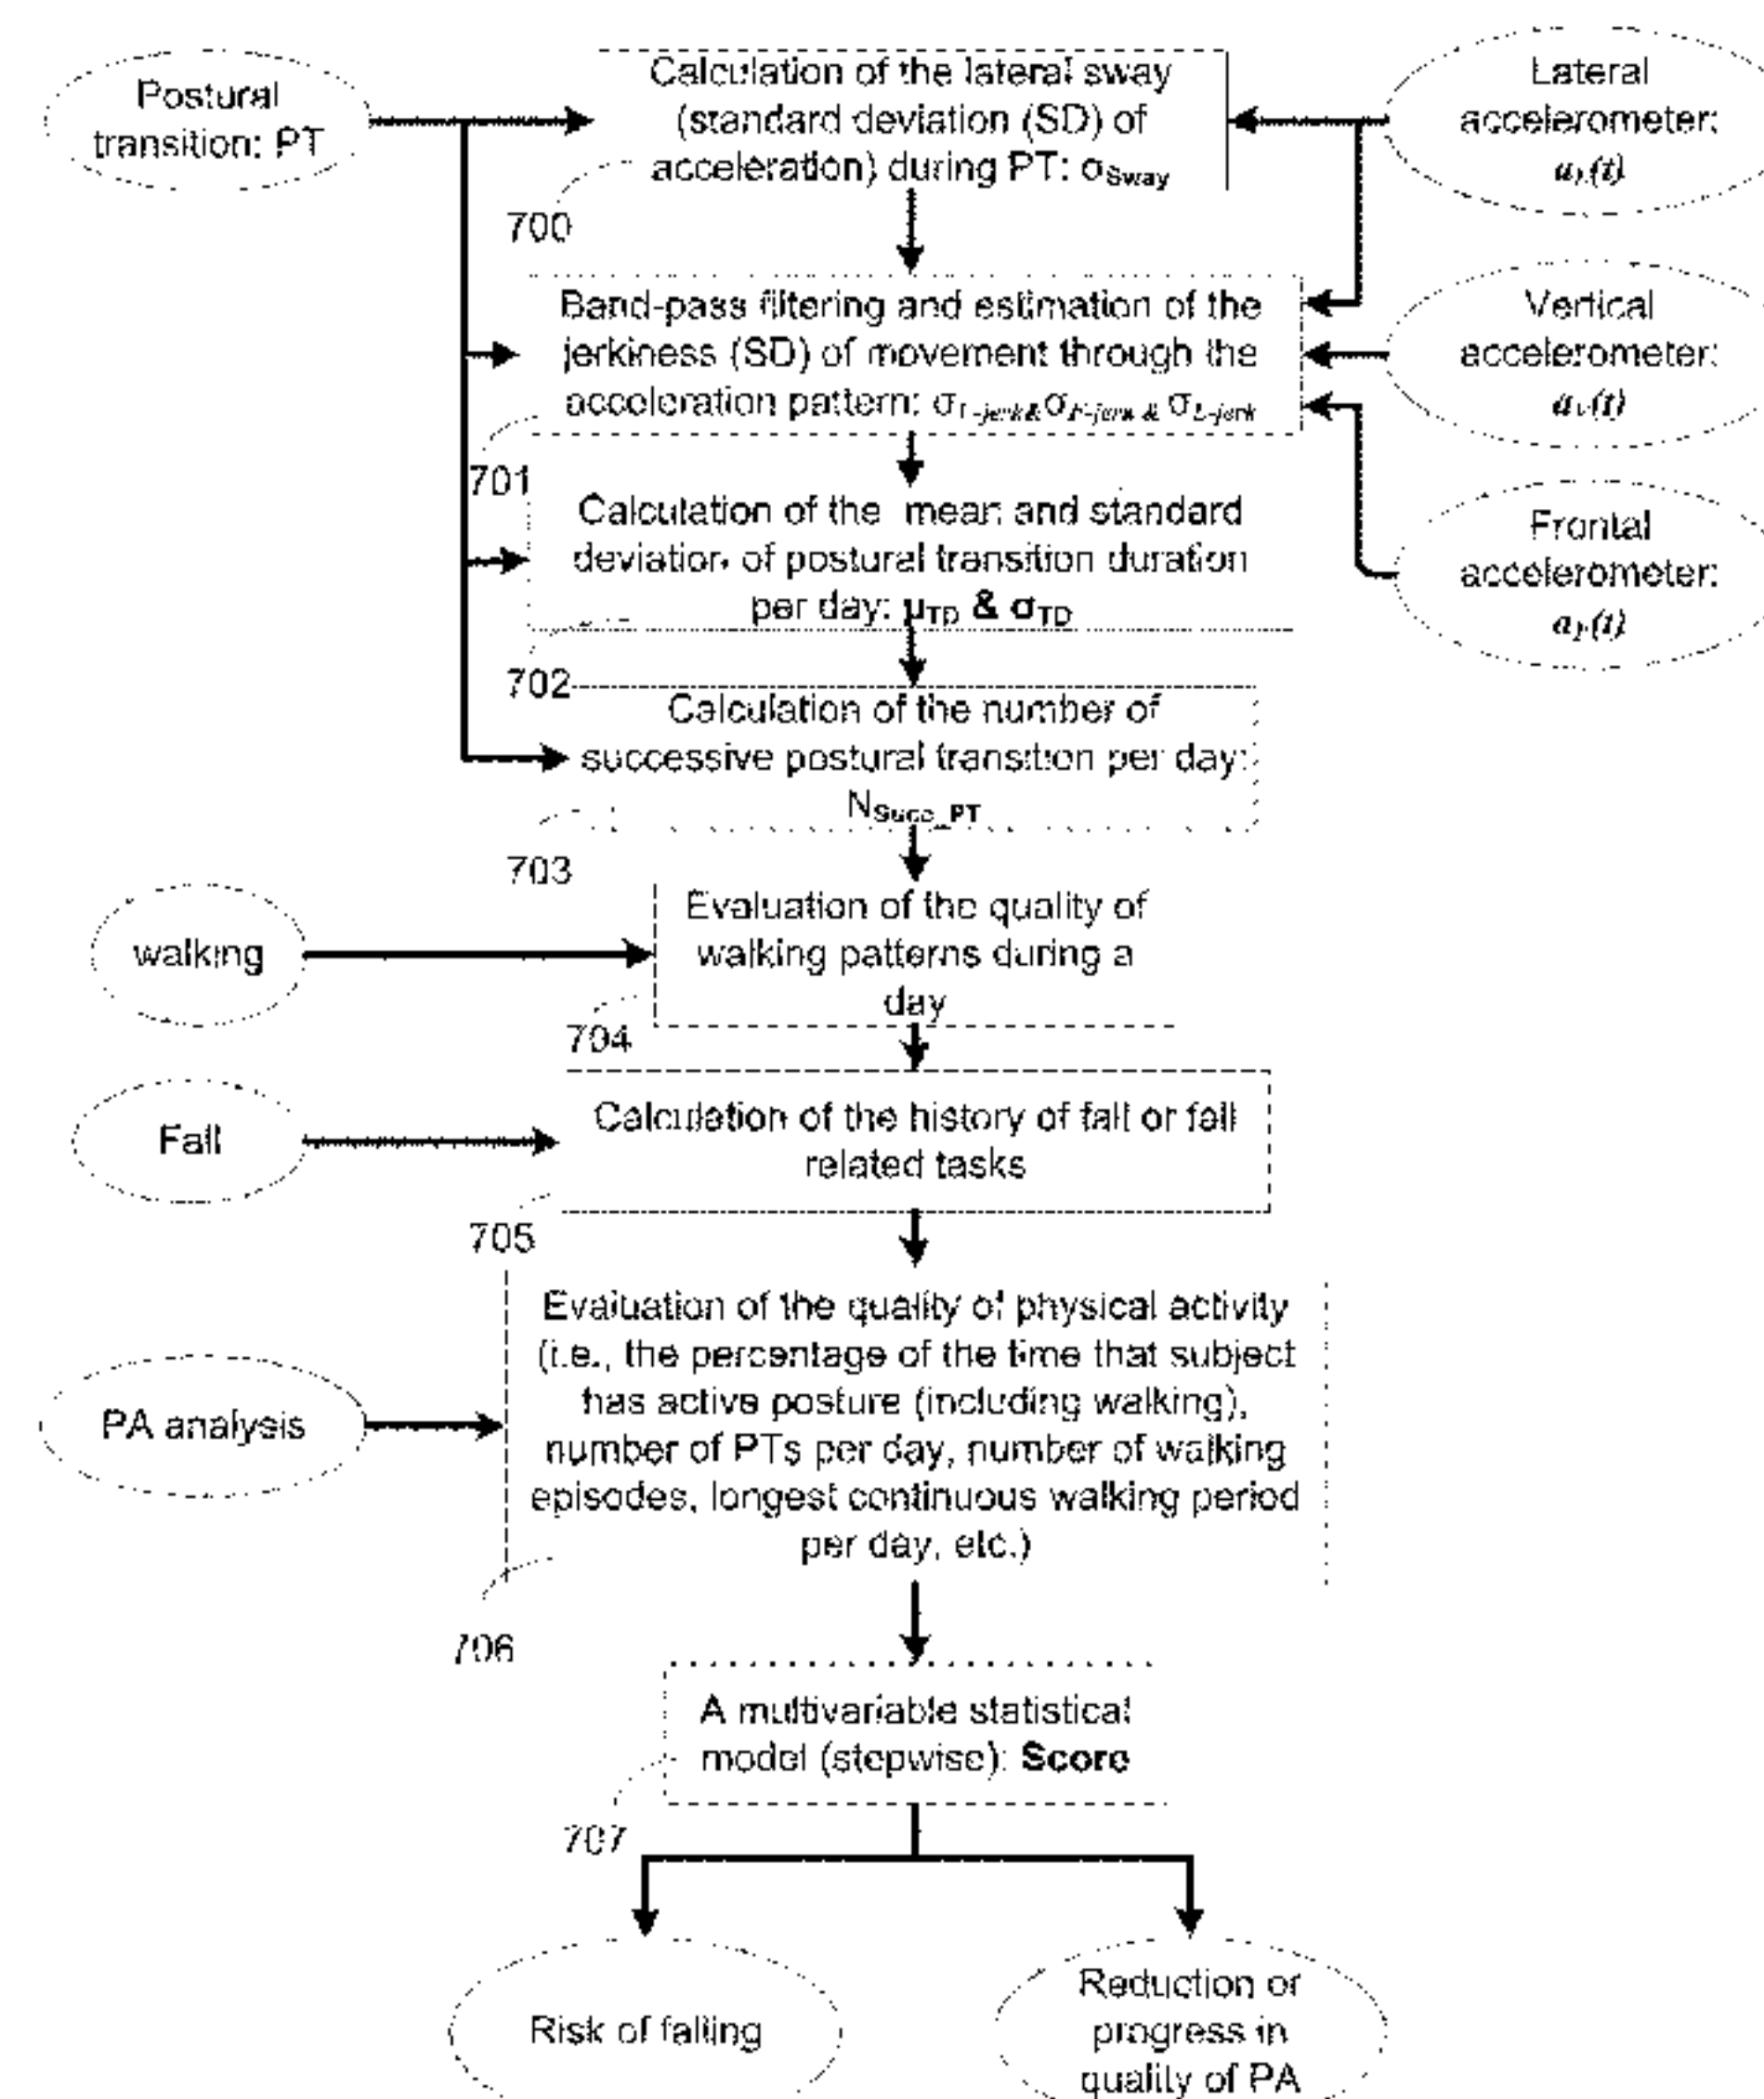 Postural
transition: PT
Calculation of the lateral sway
(standard deviation (SD) of
acceleration) during PT: σSway
Lateral
accelerometer:
700
Band-pass filtering and estimation of the
jerkiness (SD) of movement through the
acceleration pattern:
Vertical
accelerometer:
701
Calculation of the mean and standard
deviation of postural transition duration
per day: μTD & σTD
Frontal
accelerometer:
702
Calculation of the number of
successive postural transition per day:
NSucc_PT
703
walking
Evaluation of the quality of
walking patterns during a
day
704
Fall
Calculation of the history of fall or fall
related tasks
705
PA analysis
Evaluation of the quality of physical activity
(i.e., the percentage of the time that subject
has active posture (including walking),
number of PTs per day, number of walking
episodes, longest continuous walking period
per day, etc.)
706
A multivariable statistical
model (stepwise): Score
707
Risk of falling
Reduction or
progress in
quality of PA